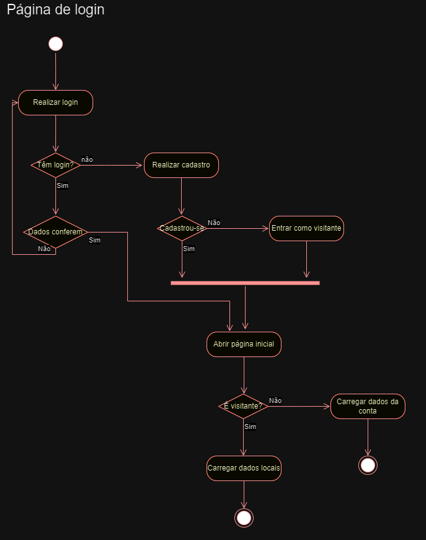 Página de login
Realizar login
Têm login?
não
Realizar cadastro
Sim
Dados conferem
Não
Sim
Cadastrou-se
Não
Entrar como visitante
Sim
Abrir página inicial
É visitante?
Não
Carregar dados da
conta
Sim
Carregar dados locais